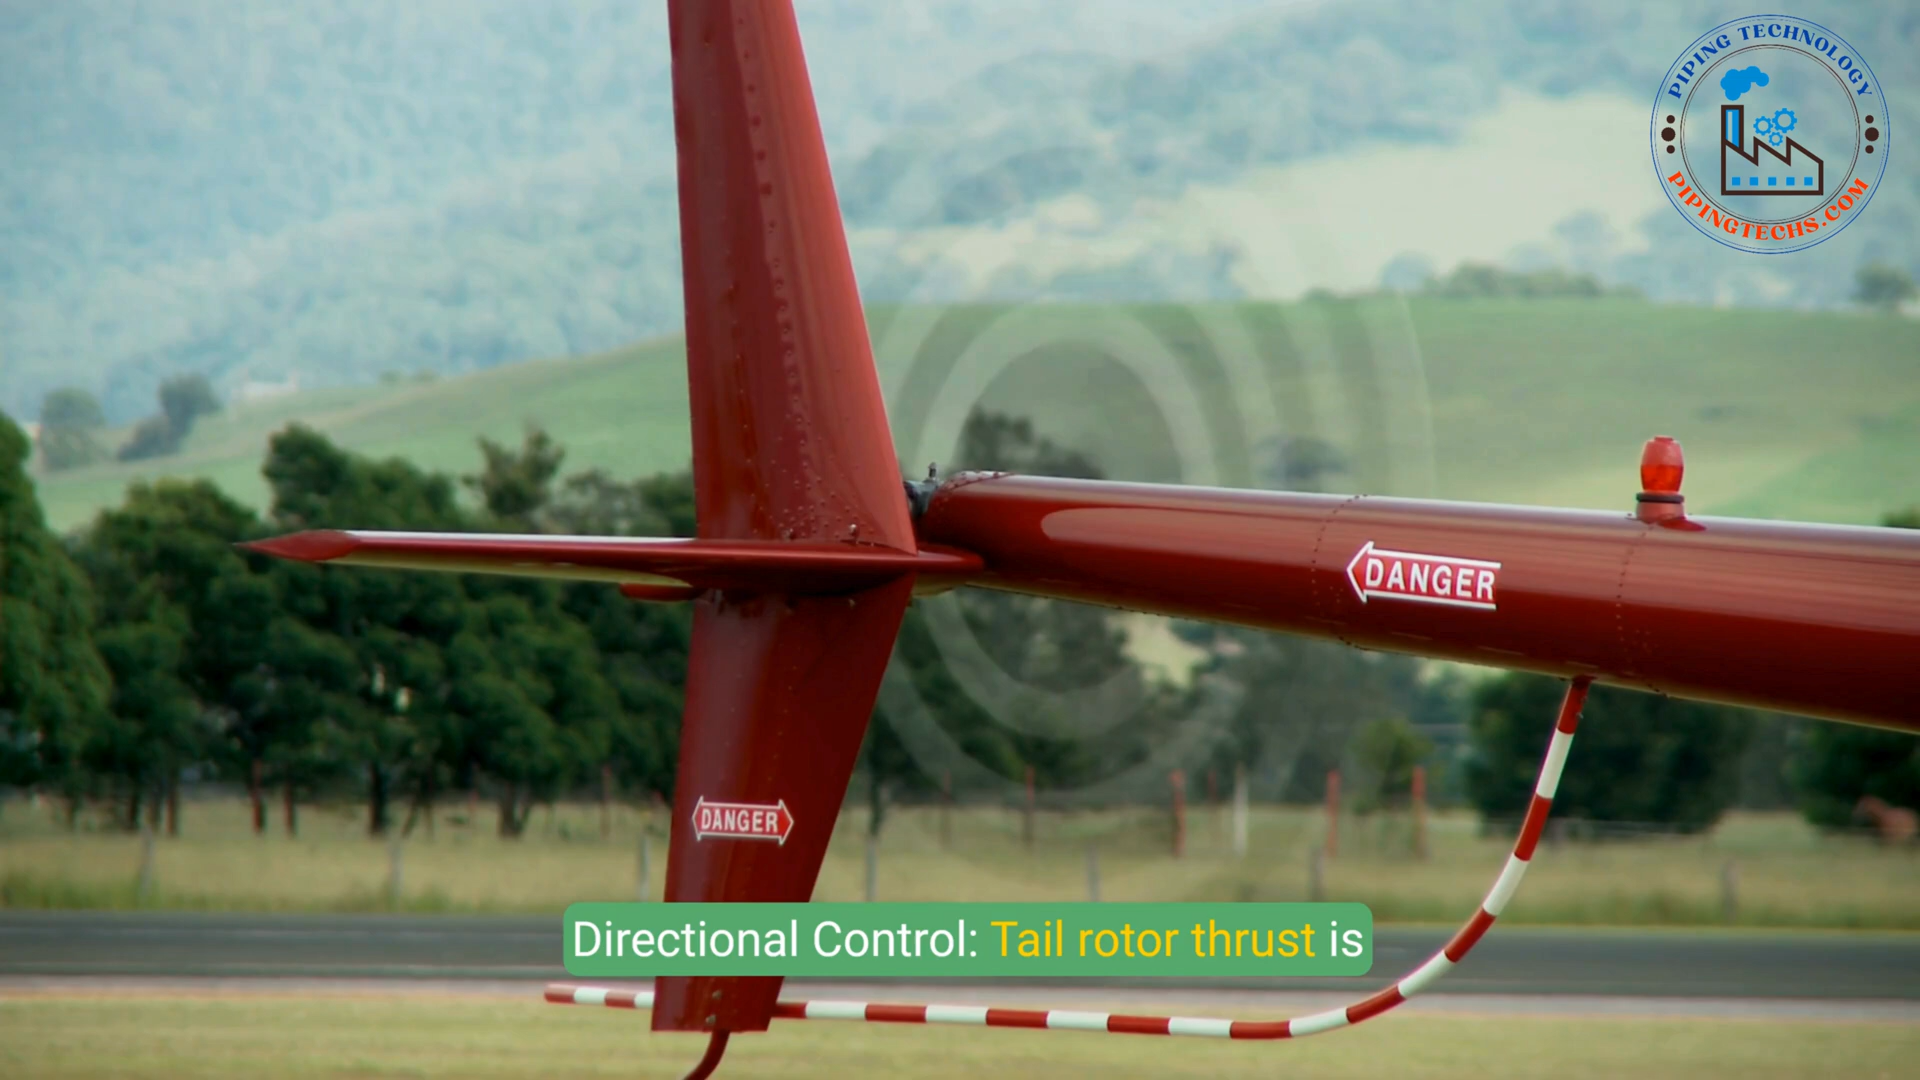 PIPING TECHNOLOGY
PIPINGTECHS.COM
DANGER
DANGER
Directional Control: Tail rotor thrust is